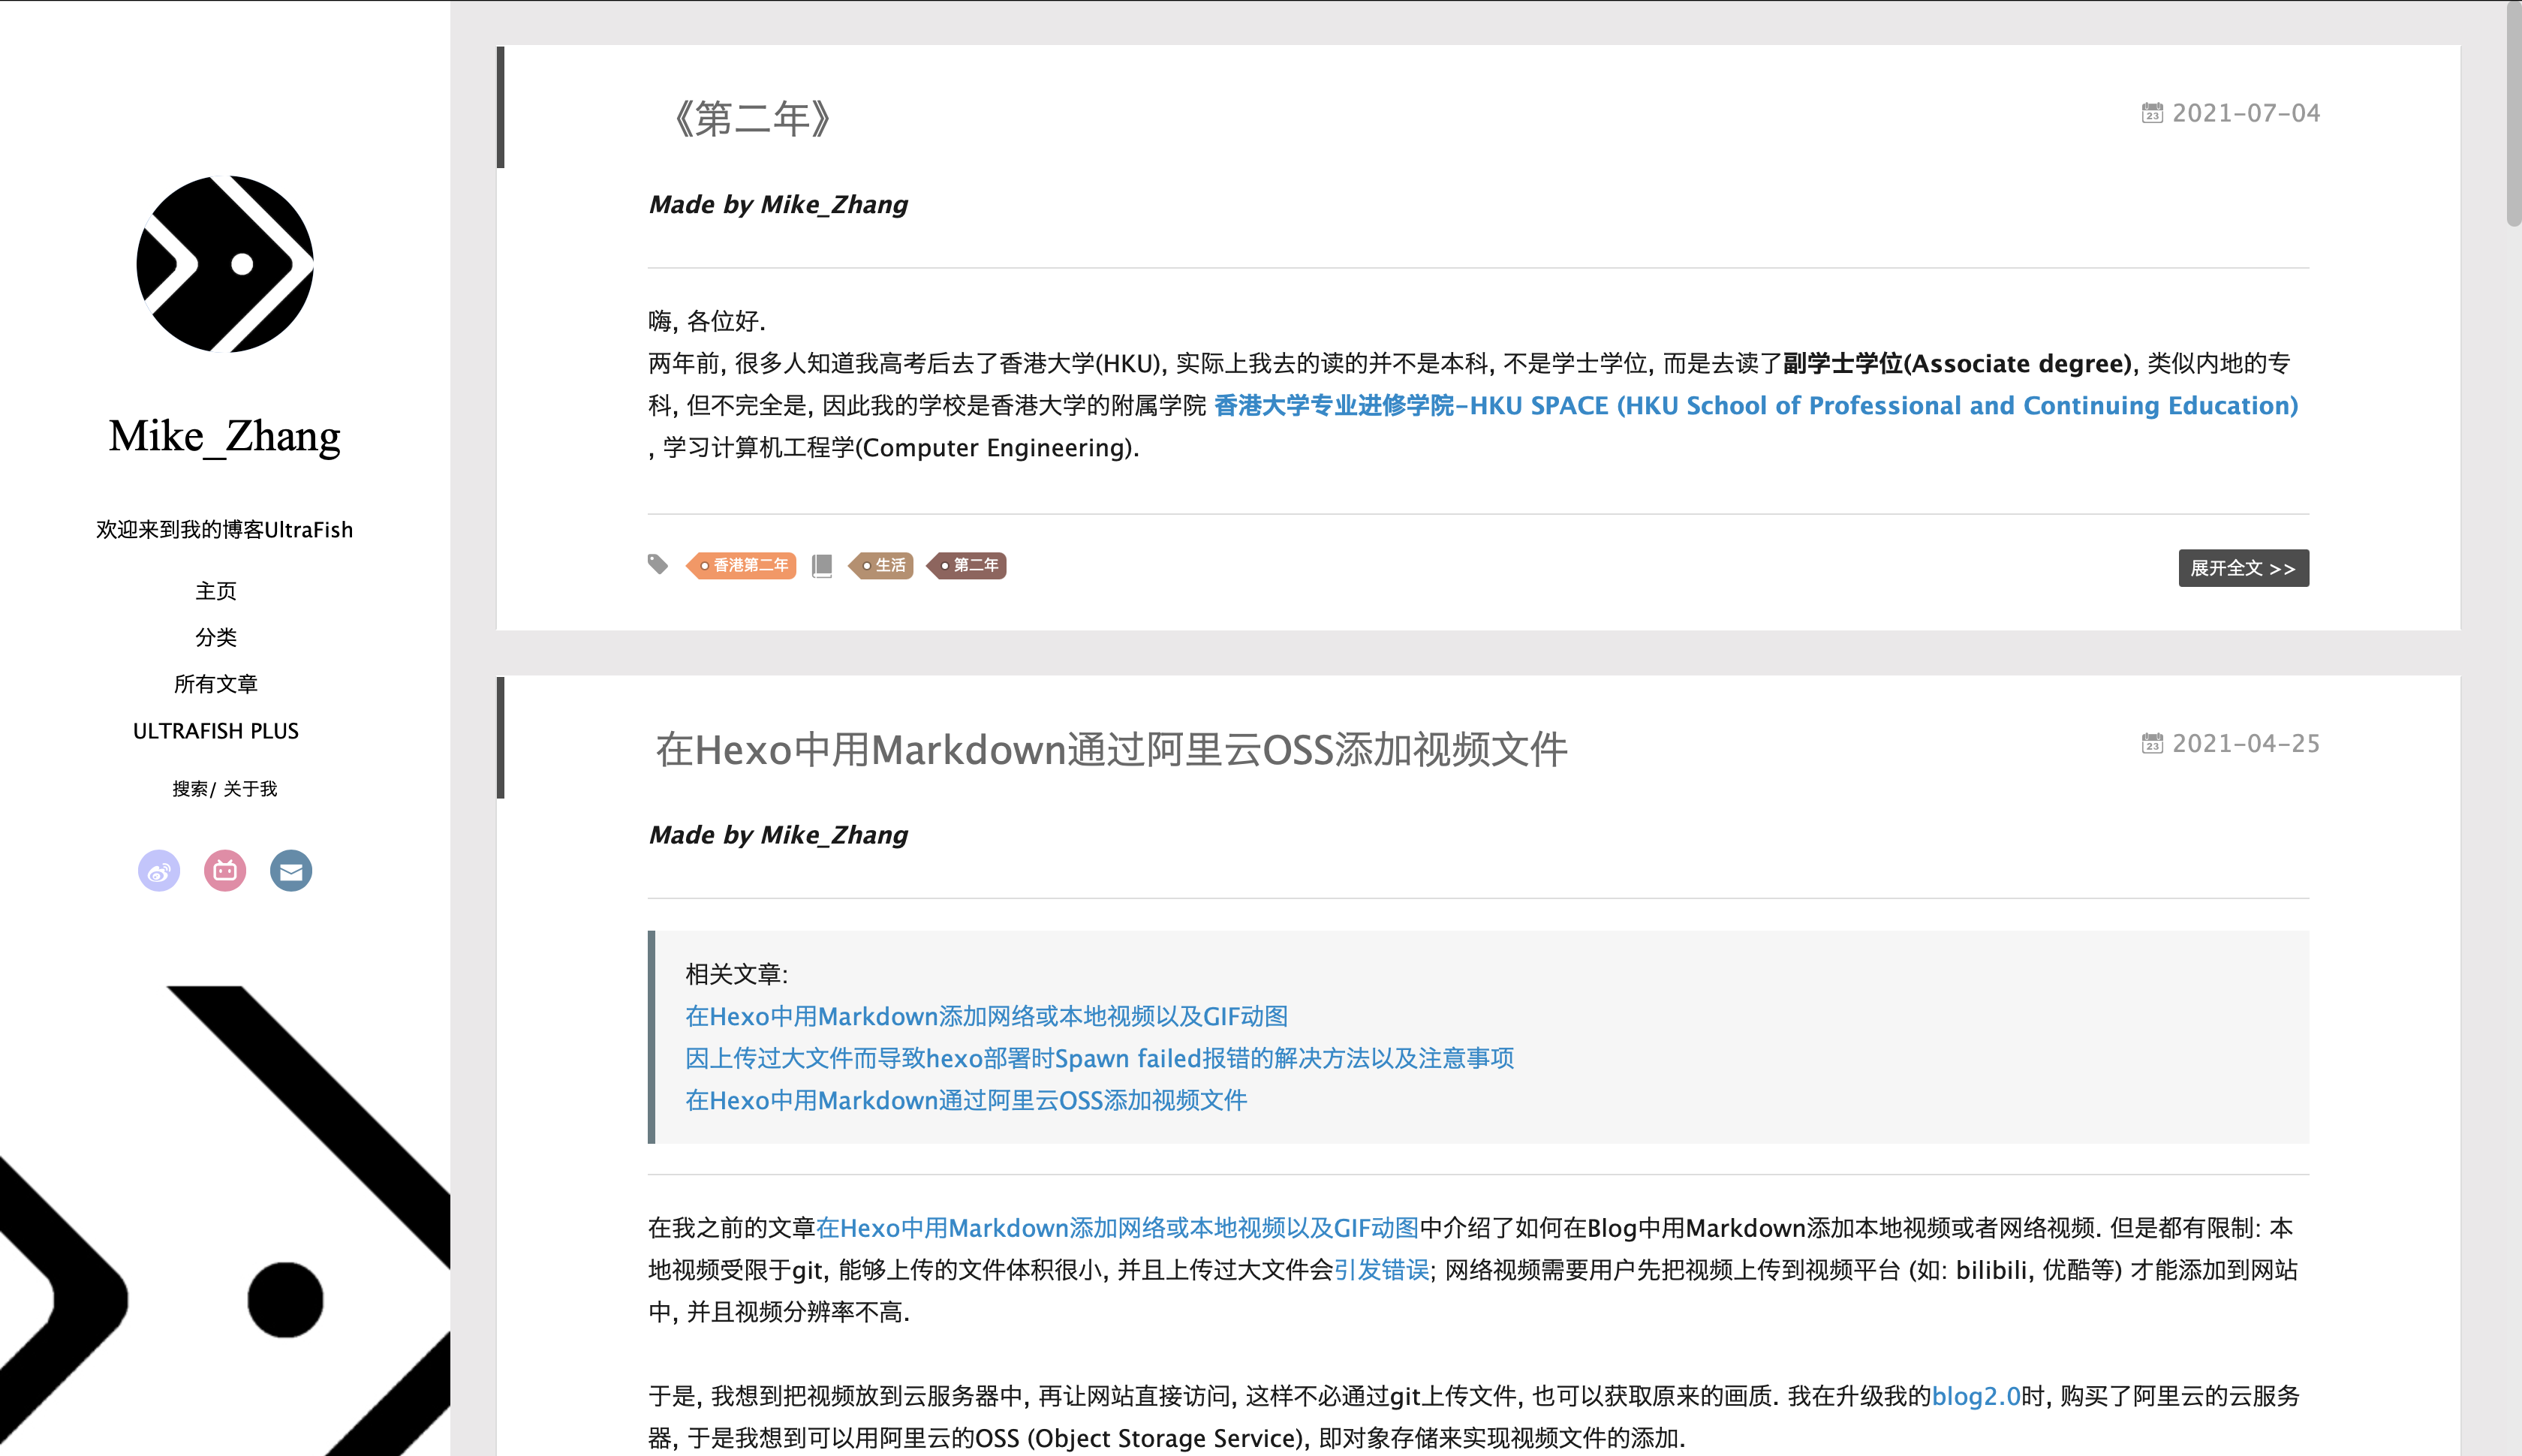 Mike_Zhang
欢迎来到我的博客UltraFish
主页
分类
所有文章
ULTRAFISH PLUS
搜索/ 关于我
《第二年》
23 2021-07-04
Made by Mike_Zhang
嗨, 各位好.
两年前, 很多人知道我高考后去了香港大学(HKU), 实际上我去的读的并不是本科, 不是学士学位, 而是去读了副学士学位(Associate degree), 类似内地的专
科, 但不完全是, 因此我的学校是香港大学的附属学院 香港大学专业进修学院-HKU SPACE (HKU School of Professional and Continuing Education)
, 学习计算机工程学(Computer Engineering).
香港第二年 生活 第二年
展开全文 >>
在Hexo中用Markdown通过阿里云OSS添加视频文件
23 2021-04-25
Made by Mike_Zhang
相关文章:
在Hexo中用Markdown添加网络或本地视频以及GIF动图
因上传过大文件而导致hexo部署时Spawn failed报错的解决方法以及注意事项
在Hexo中用Markdown通过阿里云OSS添加视频文件
在我之前的文章在Hexo中用Markdown添加网络或本地视频以及GIF动图中介绍了如何在Blog中用Markdown添加本地视频或者网络视频. 但是都有限制: 本
地视频受限于git, 能够上传的文件体积很小, 并且上传过大文件会引发错误; 网络视频需要用户先把视频上传到视频平台 (如: bilibili, 优酷等) 才能添加到网站
中, 并且视频分辨率不高.
于是, 我想到把视频放到云服务器中, 再让网站直接访问, 这样不必通过git上传文件, 也可以获取原来的画质. 我在升级我的blog2.0时, 购买了阿里云的云服务
器, 于是我想到可以用阿里云的OSS (Object Storage Service), 即对象存储来实现视频文件的添加.